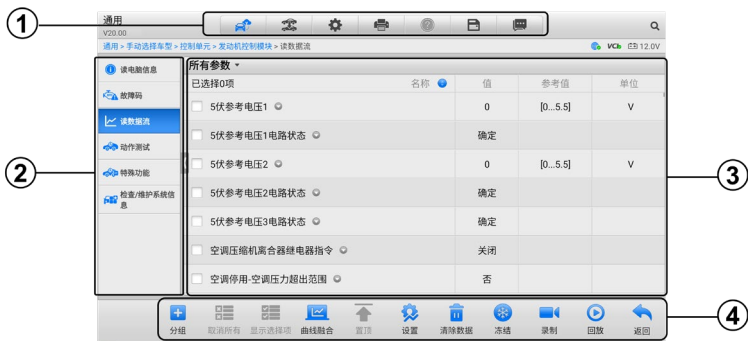 ①
通用
V20.00
通用 > 手动选择车型 > 控制单元 > 发动机控制模块 > 读数据流
VCI 12.0V
②
读电脑信息
故障码
读数据流
动作测试
特殊功能
检查/维护系统信
息
③
所有参数
已选择0项 名称 值 参考值 单位
5伏参考电压1 0 [0...5.5] V
5伏参考电压1电路状态 确定
5伏参考电压2 0 [0...5.5] V
5伏参考电压2电路状态 确定
5伏参考电压3电路状态 确定
空调压缩机离合器继电器指令 关闭
空调停用-空调压力超出范围 否
④
分组 取消所有 显示选择项 曲线融合 置顶 设置 清除数据 冻结 录制 回放 返回